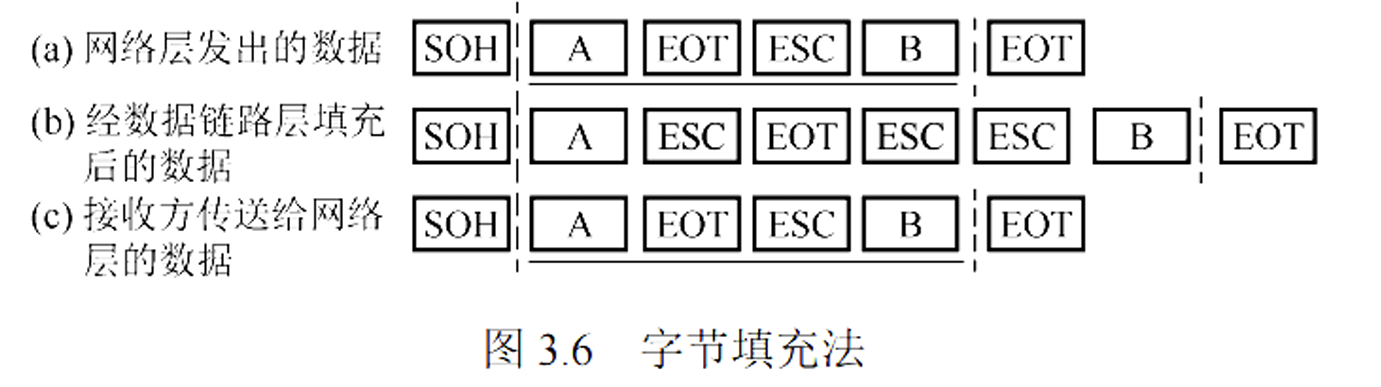 (a) 网络层发出的数据 SOH A EOT ESC B EOT
(b) 经数据链路层填充 SOH A ESC EOT ESC ESC B EOT
后的数据
(c) 接收方传送给网络 SOH A EOT ESC B EOT
层的数据
图 3.6 字节填充法